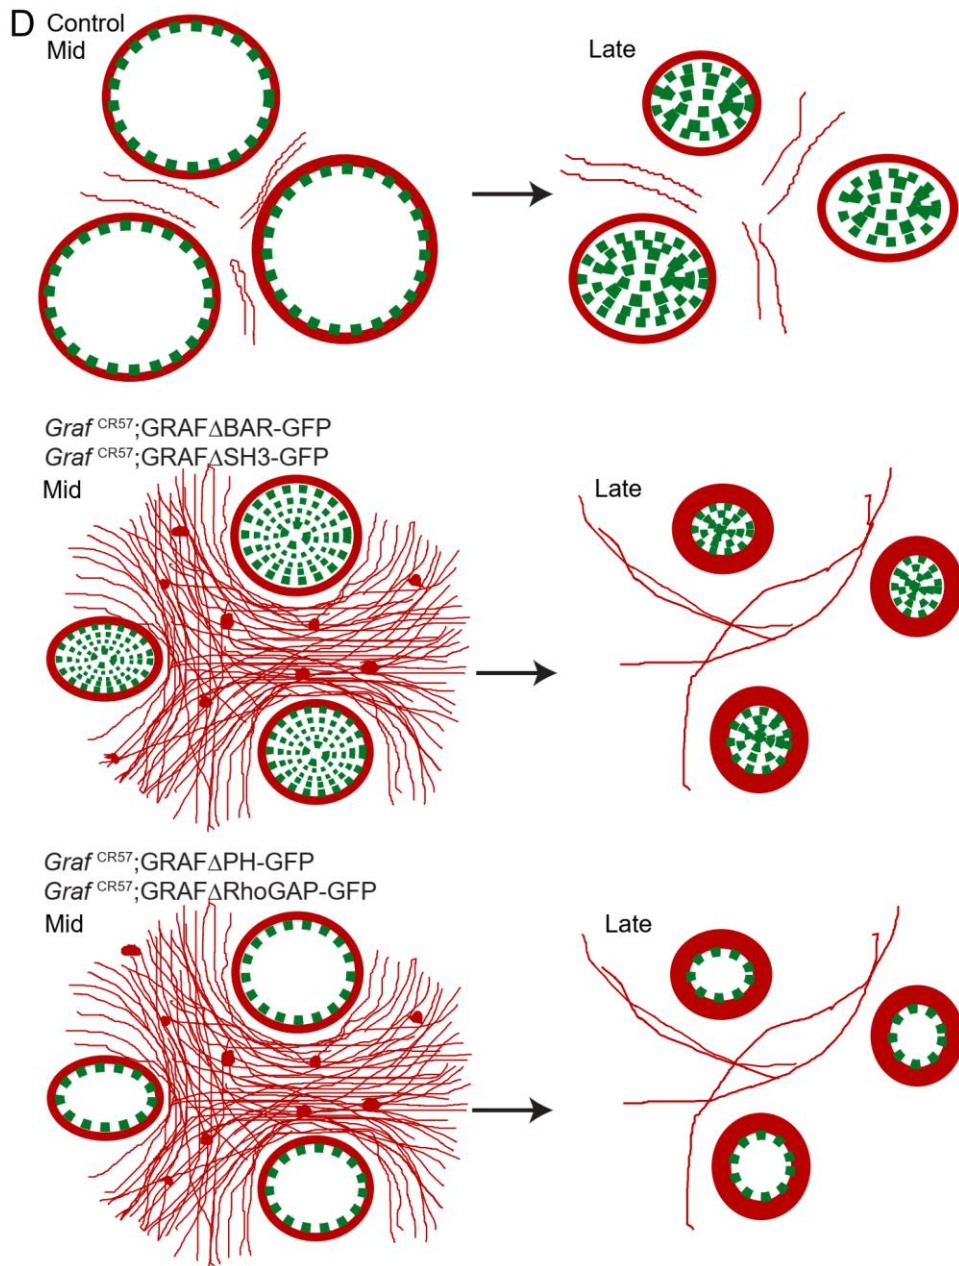 D
Control
Mid
Late
Graf CR57;GRAFΔBAR-GFP
Graf CR57;GRAFΔSH3-GFP
Mid
Late
Graf CR57;GRAFΔPH-GFP
Graf CR57;GRAFΔRhoGAP-GFP
Mid
Late